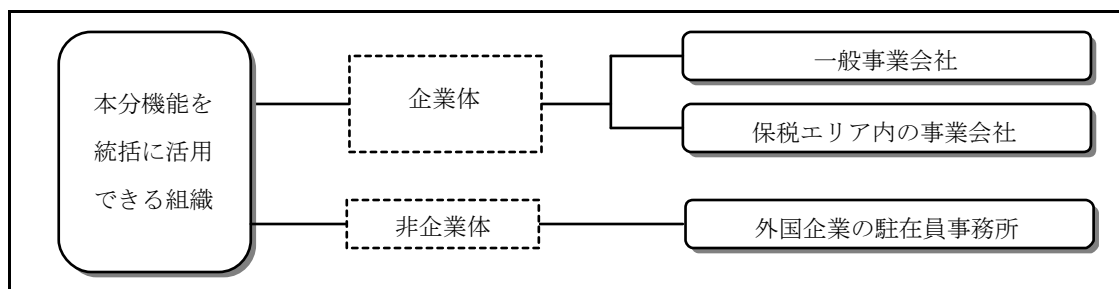 本分機能を
統括に活用
できる組織
企業体
一般事業会社
保税エリア内の事業会社
非企業体
外国企業の駐在員事務所